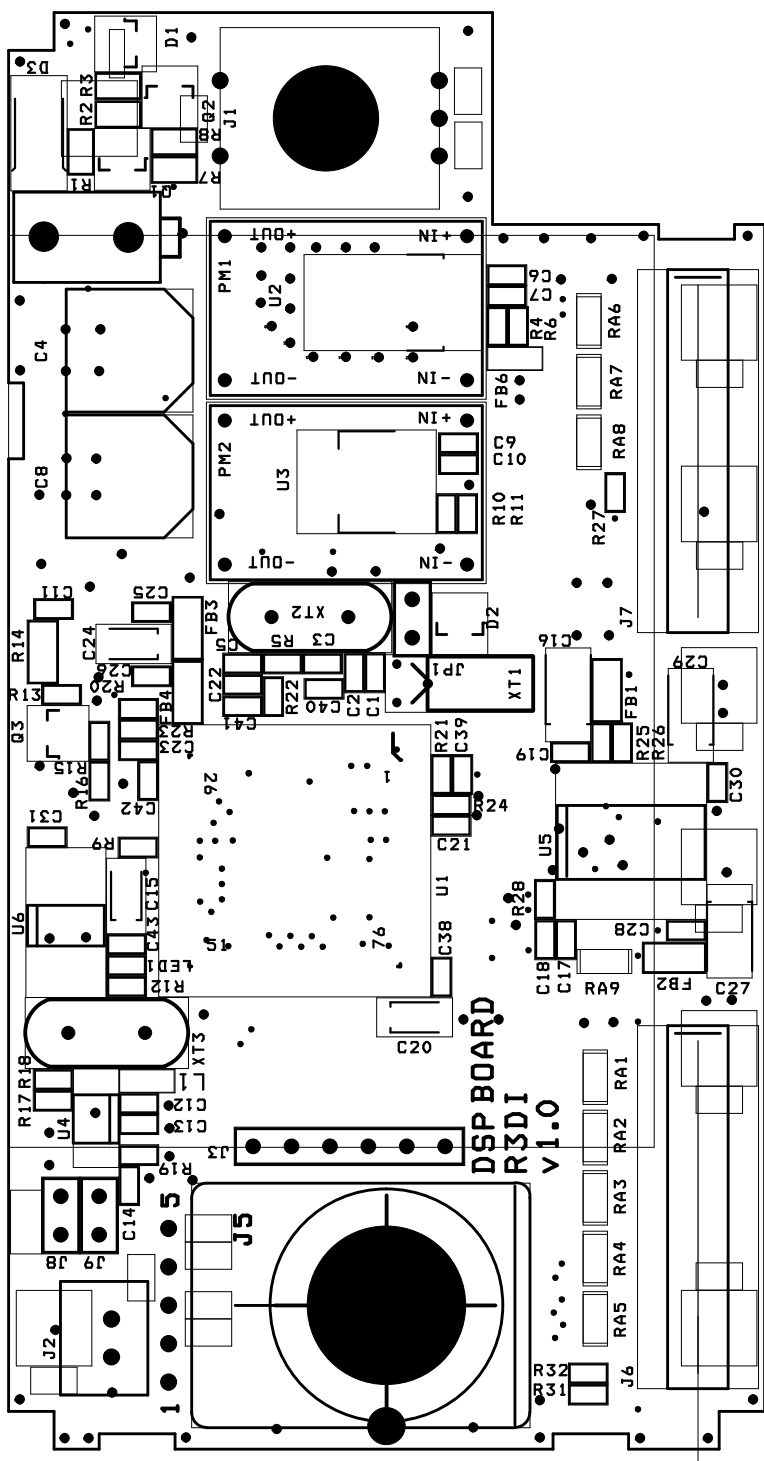 D1
D3
R3
R2
Q2
J1
R8
R7
R1
Q1
+OUT
+IN
PM1
U2
-OUT
-IN
C6
C7
R4
R6
FB6
RA6
RA7
RA8
C4
C8
+OUT
+IN
PM2
U3
-OUT
-IN
C9
C10
R10
R11
R27
J7
C11
C25
R14
C24
FB3
XT2
D2
C5
R5
C3
C16
C29
C26
R20
R13
C22
R22
C40
C2
C1
JP1
XT1
FB1
FB4
R23
C23
C41
Q3
R15
R16
C42
R21
C39
C19
R25
R26
26
1
R24
C21
C30
C31
R9
U5
C15
U1
U6
R28
C43
LED1
+
R12
51
76
C38
C18
C17
RA9
C28
FB2
C27
C20
XT3
DSP BOARD
R3DI
v1.0
R18
R17
L1
C12
C13
U4
R19
J3
RA1
RA2
RA3
RA4
RA5
C14
5
J5
J8
J9
J2
1
R32
R31
J6